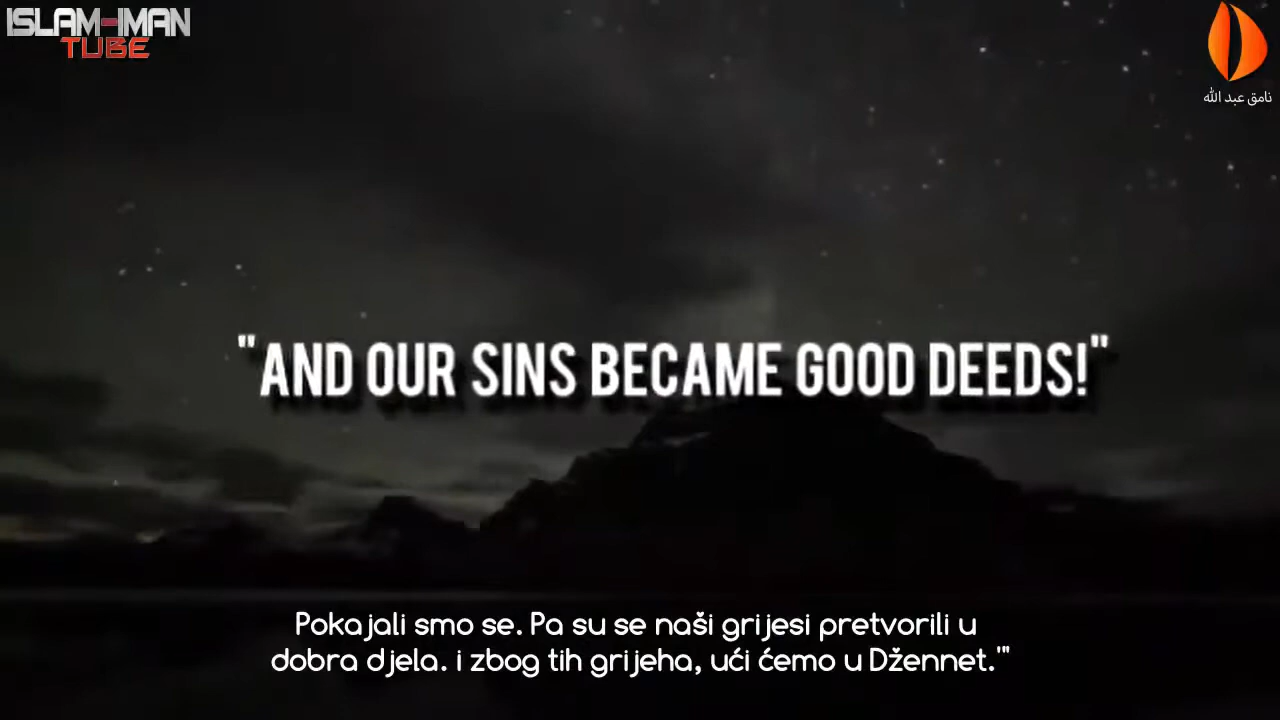 ISLAM-IMAN
TUBE
نامق عبد الله
"AND OUR SINS BECAME GOOD DEEDS!"
Pokajali smo se. Pa su se naši grijesi pretvorili u
dobra djela. i zbog tih grijeha, ući ćemo u Džennet.'"